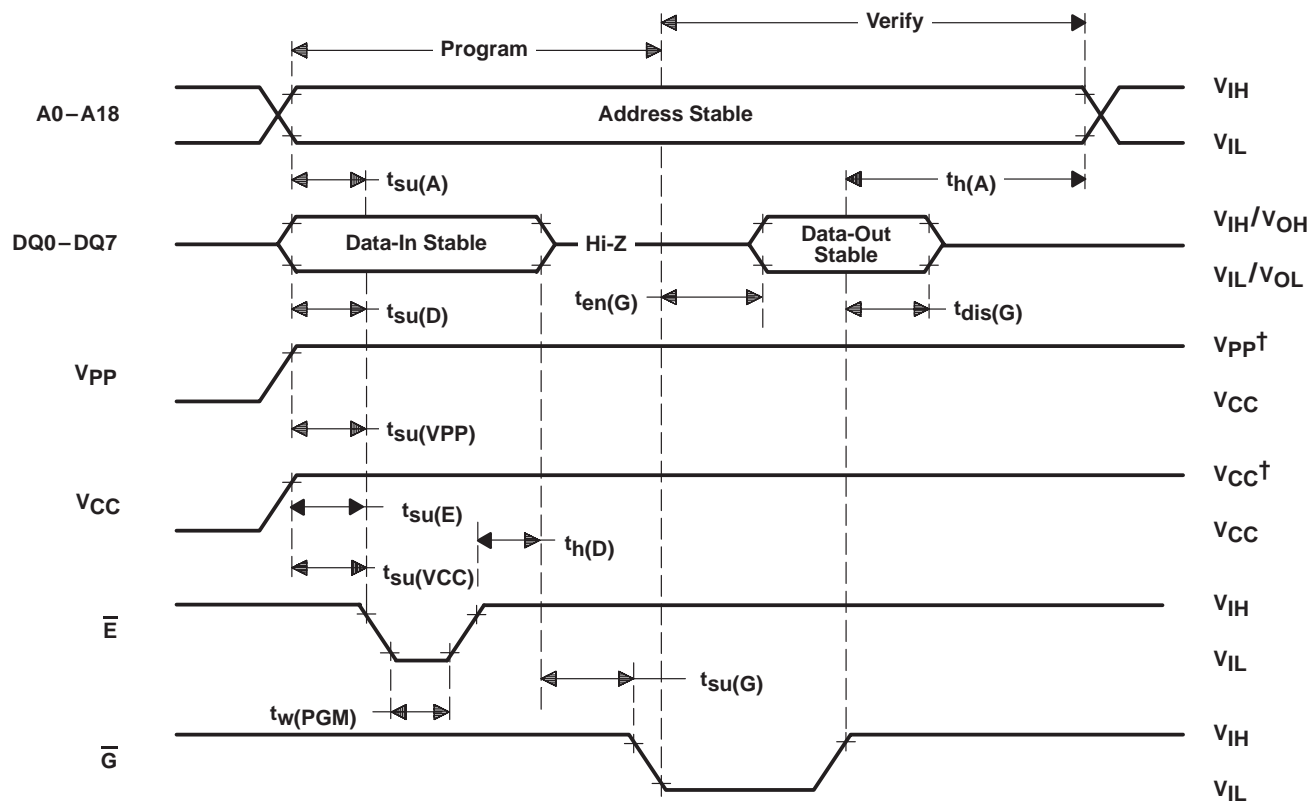 Verify
Program
A0–A18
Address Stable
VIH
VIL
tsu(A)
th(A)
DQ0–DQ7
Data-In Stable
Hi-Z
Data-Out
Stable
VIH/VOH
VIL/VOL
tsu(D)
ten(G)
tdis(G)
VPP
VPP†
VCC
tsu(VPP)
VCC
VCC†
tsu(E)
VCC
th(D)
tsu(VCC)
E̅
VIH
VIL
tsu(G)
tw(PGM)
G̅
VIH
VIL